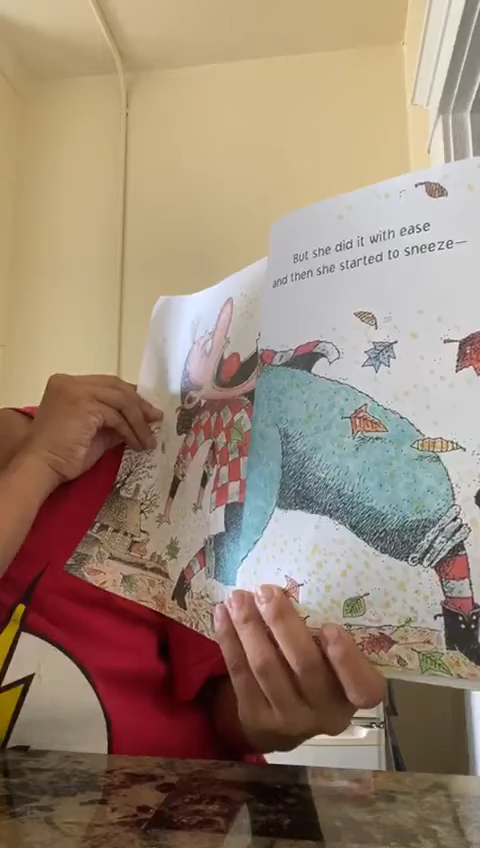 But she did it with ease
and then she started to sneeze—